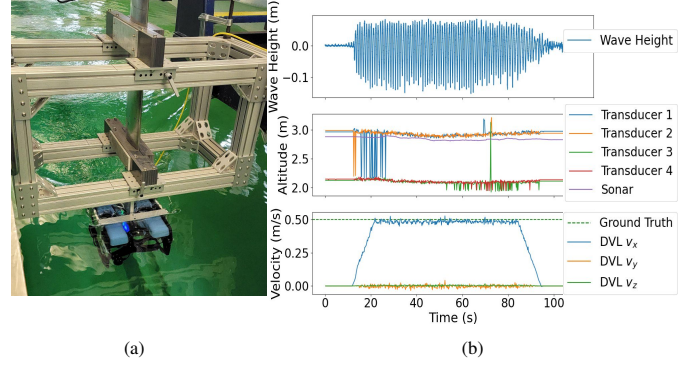 Wave Height (m)
0.0
−0.1
Wave Height
Altitude (m)
3.0
2.5
2.0
Transducer 1
Transducer 2
Transducer 3
Transducer 4
Sonar
Velocity (m/s)
0.50
0.25
0.00
Ground Truth
DVL vₓ
DVL v_y
DVL v_z
0 20 40 60 80 100
Time (s)
(a) (b)